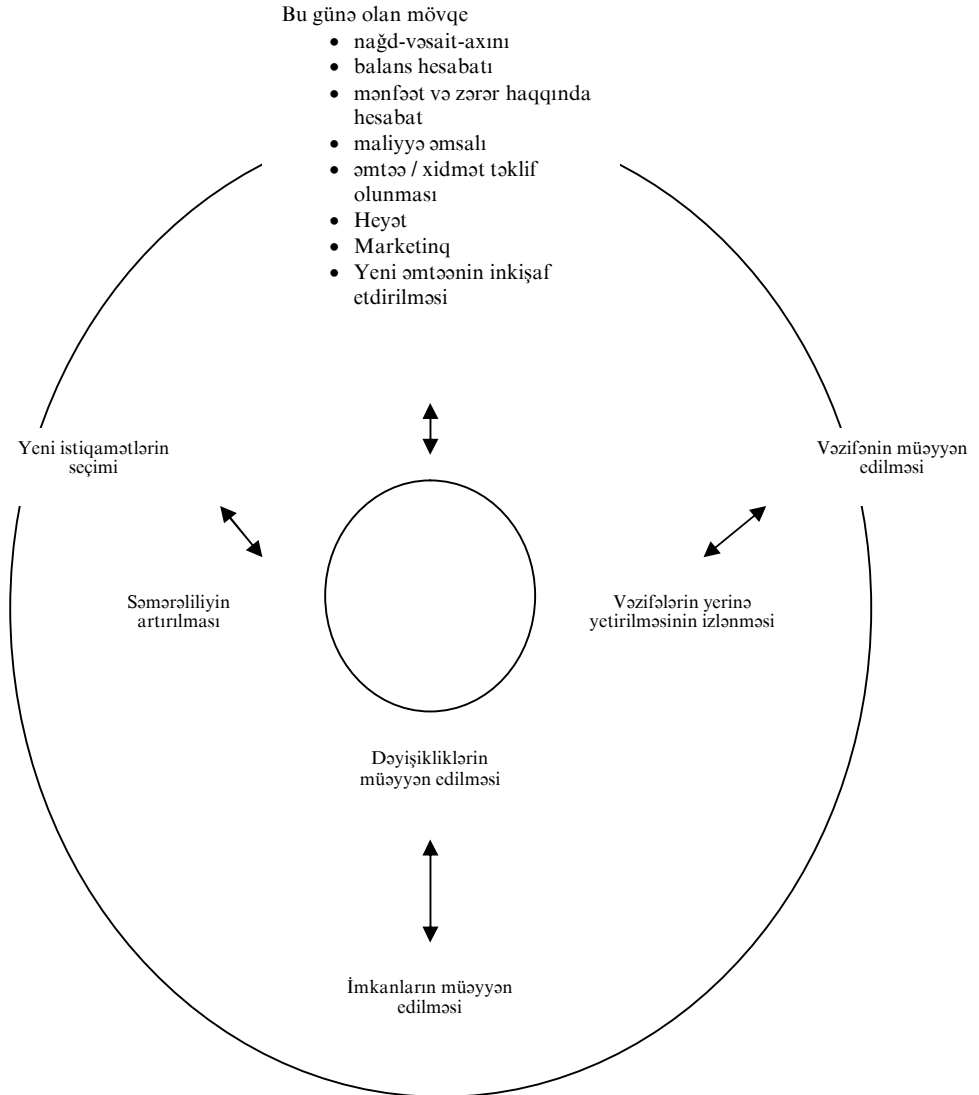 Bu günə olan mövqe
• nağd-vəsait-axını
• balans hesabatı
• mənfəət və zərər haqqında
hesabat
• maliyyə əmsalı
• əmtəə / xidmət təklif
olunması
• Heyət
• Marketinq
• Yeni əmtəənin inkişaf
etdirilməsi
Yeni istiqamətlərin
seçimi
Vəzifənin müəyyən
edilməsi
Səmərəliliyin
artırılması
Vəzifələrin yerinə
yetirilməsinin izlənməsi
Dəyişikliklərin
müəyyən edilməsi
İmkanların müəyyən
edilməsi